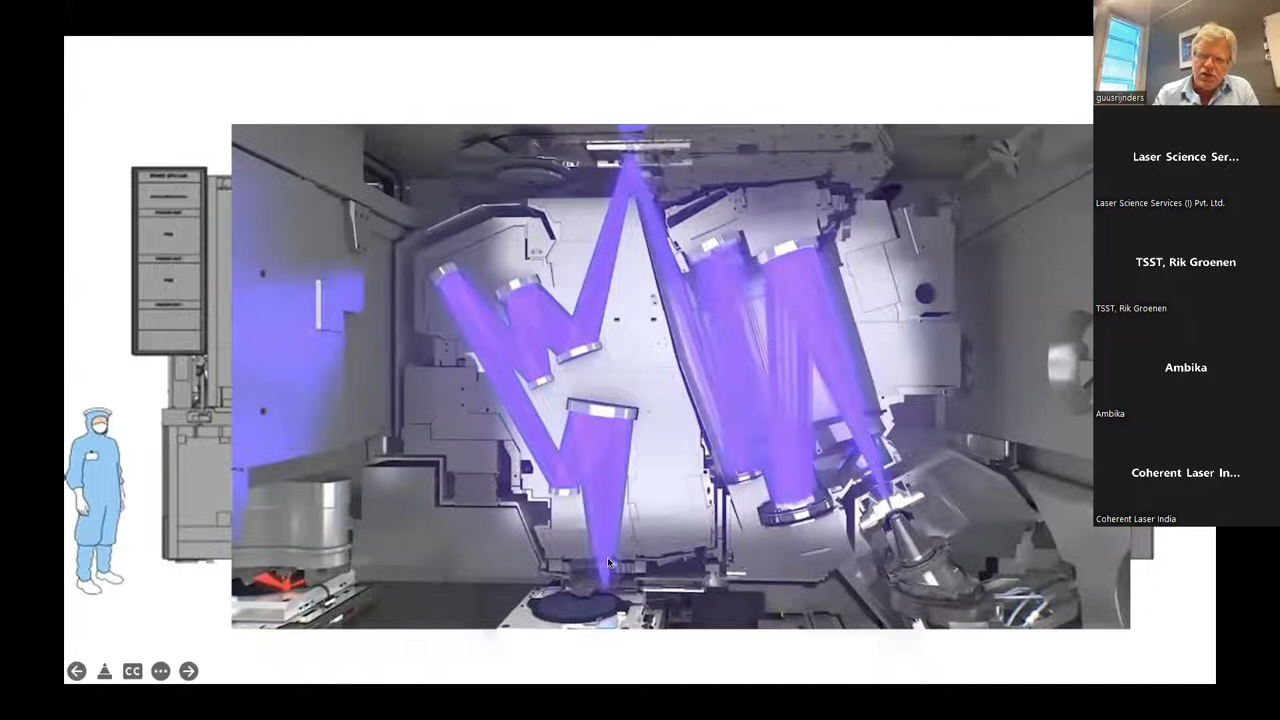 guusrijnders
Laser Science Ser...
Laser Science Services (I) Pvt. Ltd.
TSST, Rik Groenen
TSST, Rik Groenen
Ambika
Ambika
Coherent Laser In...
Coherent Laser India
CC